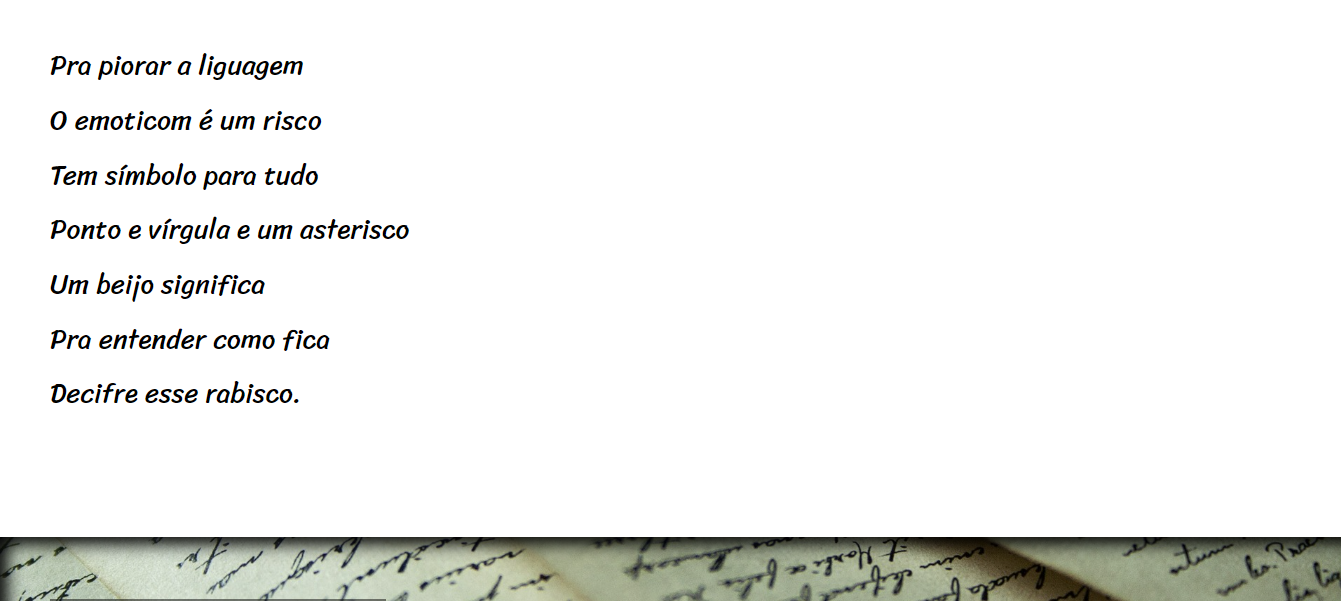 Pra piorar a liguagem
O emoticom é um risco
Tem símbolo para tudo
Ponto e vírgula e um asterisco
Um beijo significa
Pra entender como fica
Decifre esse rabisco.